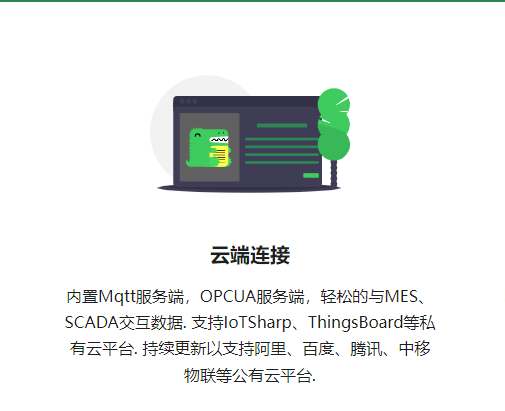 云端连接
内置Mqtt服务端，OPCUA服务端，轻松的与MES、
SCADA交互数据. 支持IoTSharp、ThingsBoard等私
有云平台. 持续更新以支持阿里、百度、腾讯、中移
物联等公有云平台.